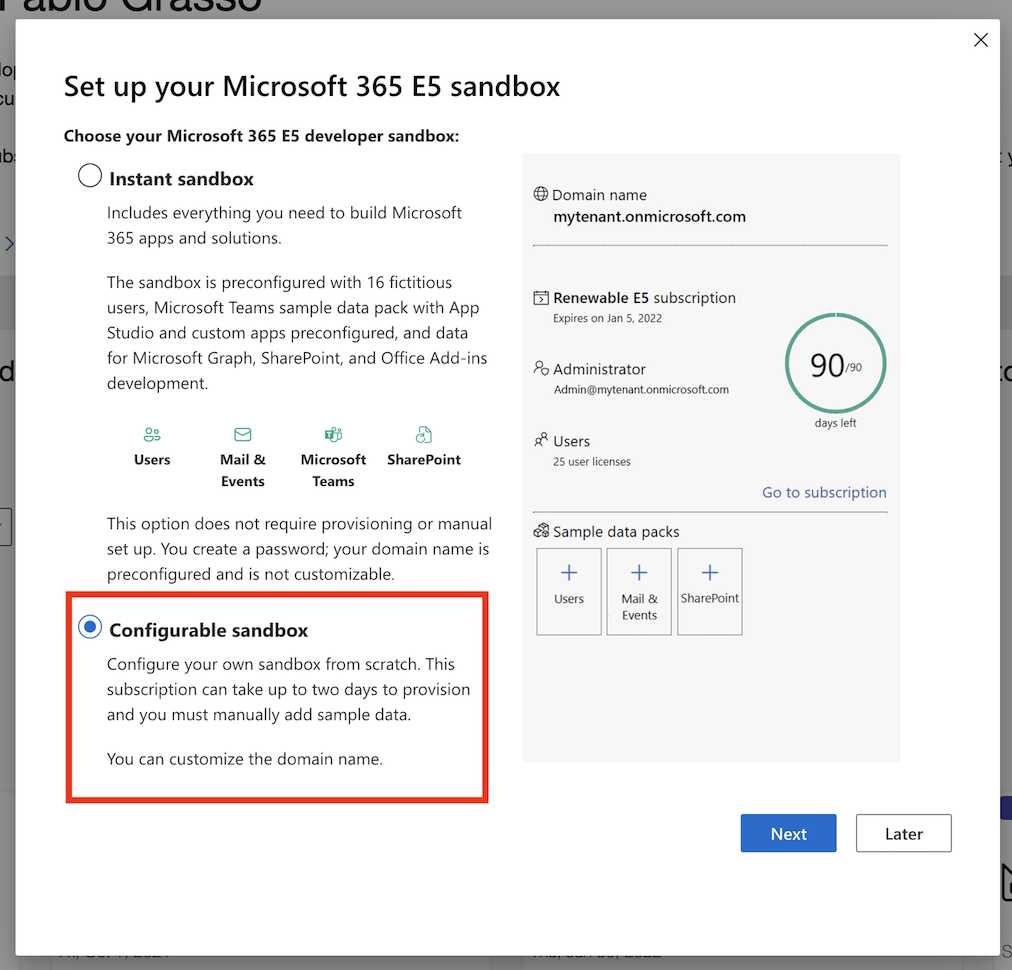 Pablo Grasso
Set up your Microsoft 365 E5 sandbox
Choose your Microsoft 365 E5 developer sandbox:
Instant sandbox
Includes everything you need to build Microsoft
365 apps and solutions.
The sandbox is preconfigured with 16 fictitious
users, Microsoft Teams sample data pack with App
Studio and custom apps preconfigured, and data
for Microsoft Graph, SharePoint, and Office Add-ins
development.
Users
Mail &
Events
Microsoft
Teams
SharePoint
This option does not require provisioning or manual
set up. You create a password; your domain name is
preconfigured and is not customizable.
Configurable sandbox
Configure your own sandbox from scratch. This
subscription can take up to two days to provision
and you must manually add sample data.
You can customize the domain name.
Domain name
mytenant.onmicrosoft.com
Renewable E5 subscription
Expires on Jan 5, 2022
Administrator
Admin@mytenant.onmicrosoft.com
90/90
days left
Users
25 user licenses
Go to subscription
Sample data packs
Users
Mail &
Events
SharePoint
Next
Later